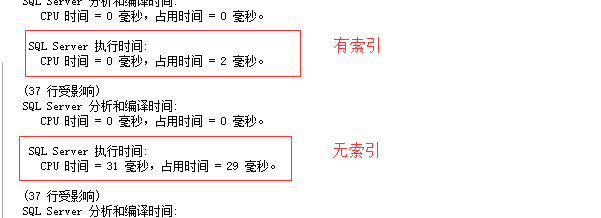 SQL Server 分析和编译时间:
CPU 时间 = 0 毫秒，占用时间 = 0 毫秒。
SQL Server 执行时间:
CPU 时间 = 0 毫秒，占用时间 = 2 毫秒。
有索引
(37 行受影响)
SQL Server 分析和编译时间:
CPU 时间 = 0 毫秒，占用时间 = 0 毫秒。
SQL Server 执行时间:
CPU 时间 = 31 毫秒，占用时间 = 29 毫秒。
无索引
(37 行受影响)
SQL Server 分析和编译时间: